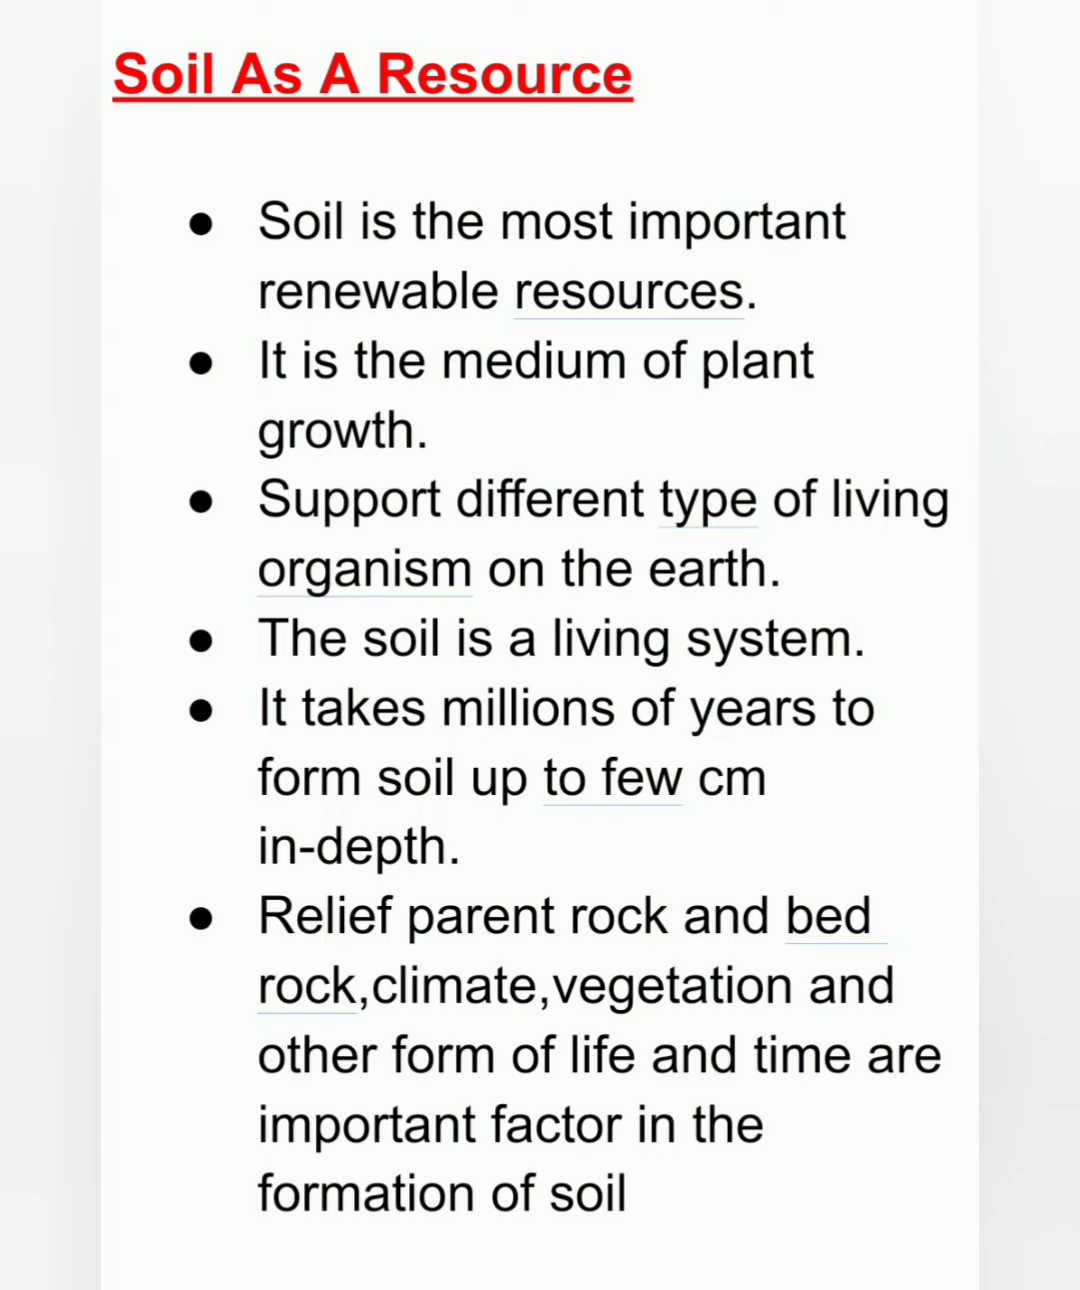 Soil As A Resource
● Soil is the most important
renewable resources.
● It is the medium of plant
growth.
● Support different type of living
organism on the earth.
● The soil is a living system.
● It takes millions of years to
form soil up to few cm
in-depth.
● Relief parent rock and bed
rock,climate,vegetation and
other form of life and time are
important factor in the
formation of soil